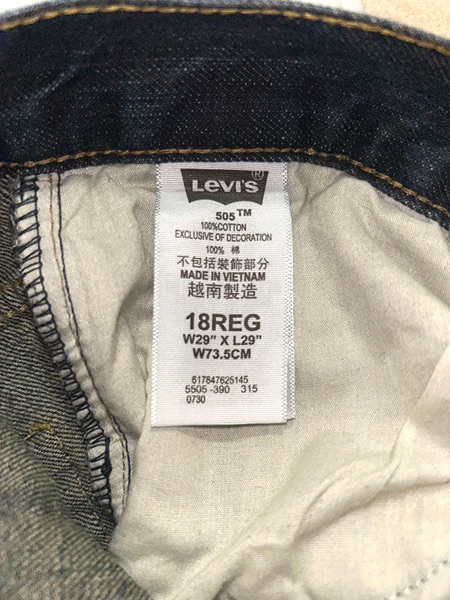 LEVI'S®
505™
100%COTTON
EXCLUSIVE OF DECORATION
100% 棉
不包括裝飾部分
MADE IN VIETNAM
越南製造
18REG
W29" X L29"
W73.5CM
617847625145
5505 -390 315
0730